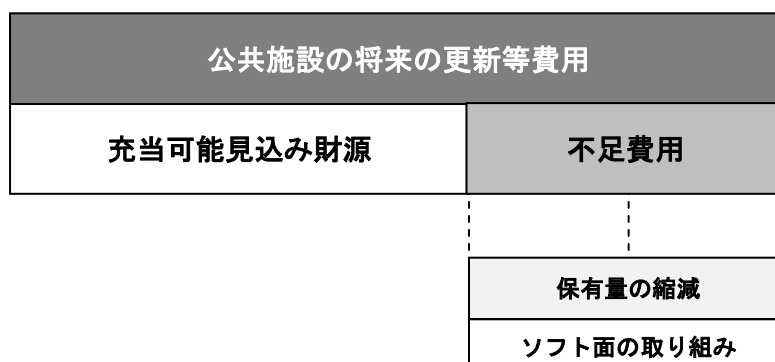 公共施設の将来の更新等費用
充当可能見込み財源
不足費用
保有量の縮減
ソフト面の取り組み